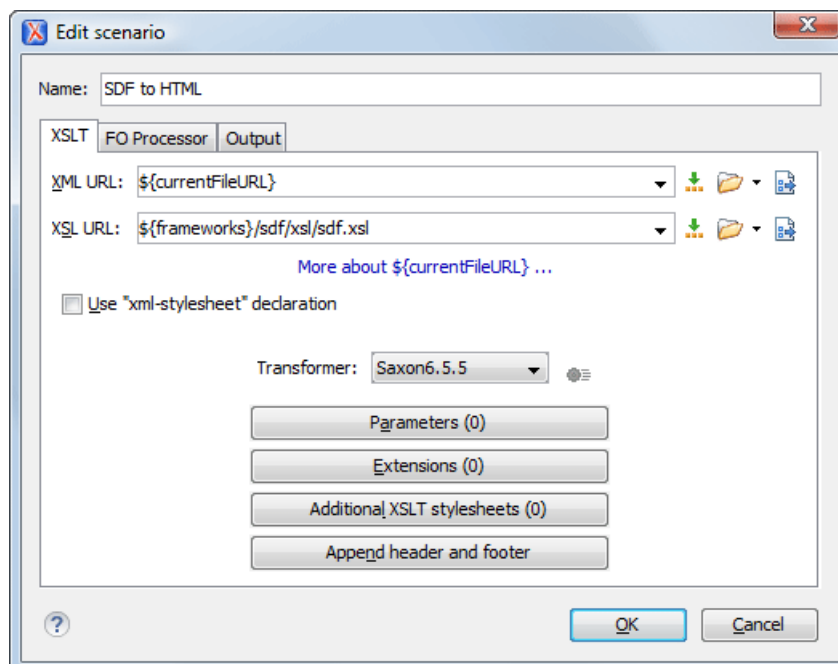 Edit scenario
Name: SDF to HTML
XSLT FO Processor Output
XML URL: ${currentFileURL}
XSL URL: ${frameworks}/sdf/xsl/sdf.xsl
More about ${currentFileURL} ...
Use "xml-stylesheet" declaration
Transformer: Saxon6.5.5
Parameters (0)
Extensions (0)
Additional XSLT stylesheets (0)
Append header and footer
? OK Cancel